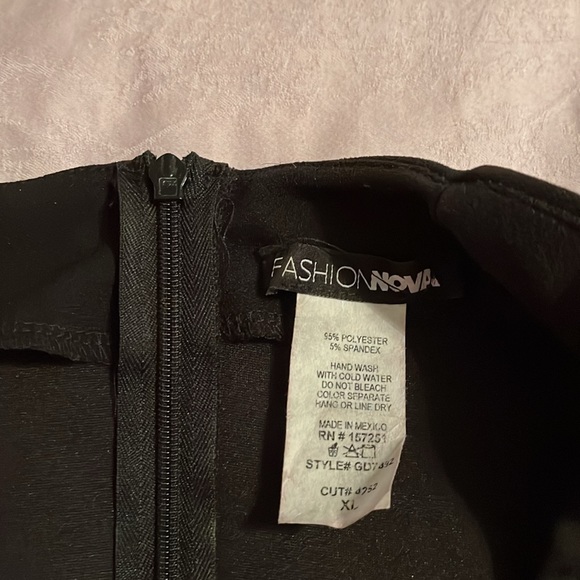 FASHIONNOVA
95% POLYESTER
5% SPANDEX
HAND WASH
WITH COLD WATER
DO NOT BLEACH
COLOR SEPARATE
HANG OR LINE DRY
MADE IN MEXICO
RN # 157251
STYLE#
CUT#
XL